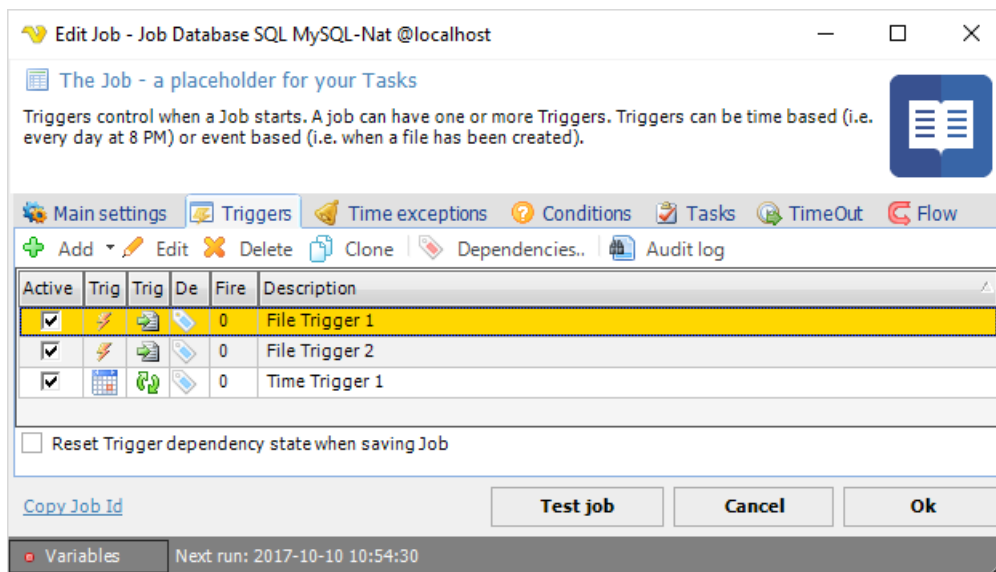 Edit Job - Job Database SQL MySQL-Nat @localhost
The Job - a placeholder for your Tasks
Triggers control when a Job starts. A job can have one or more Triggers. Triggers can be time based (i.e.
every day at 8 PM) or event based (i.e. when a file has been created).
Main settings Triggers Time exceptions Conditions Tasks TimeOut Flow
Add Edit Delete Clone Dependencies.. Audit log
Active Trig Trig De Fire Description
0 File Trigger 1
0 File Trigger 2
0 Time Trigger 1
Reset Trigger dependency state when saving Job
Copy Job Id Test job Cancel Ok
Variables Next run: 2017-10-10 10:54:30